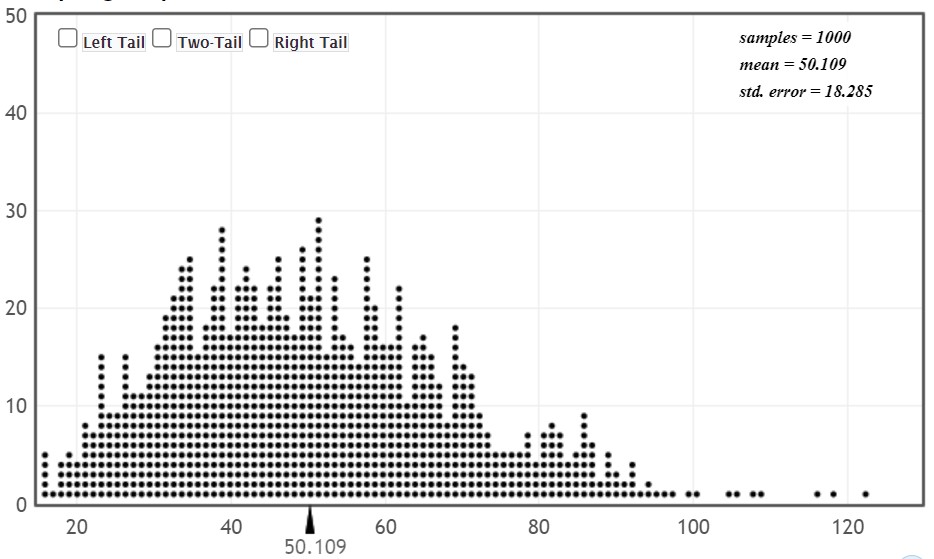 50
Left Tail Two-Tail Right Tail
samples = 1000
mean = 50.109
std. error = 18.285
40
30
20
10
0
20 40 60 80 100 120
50.109